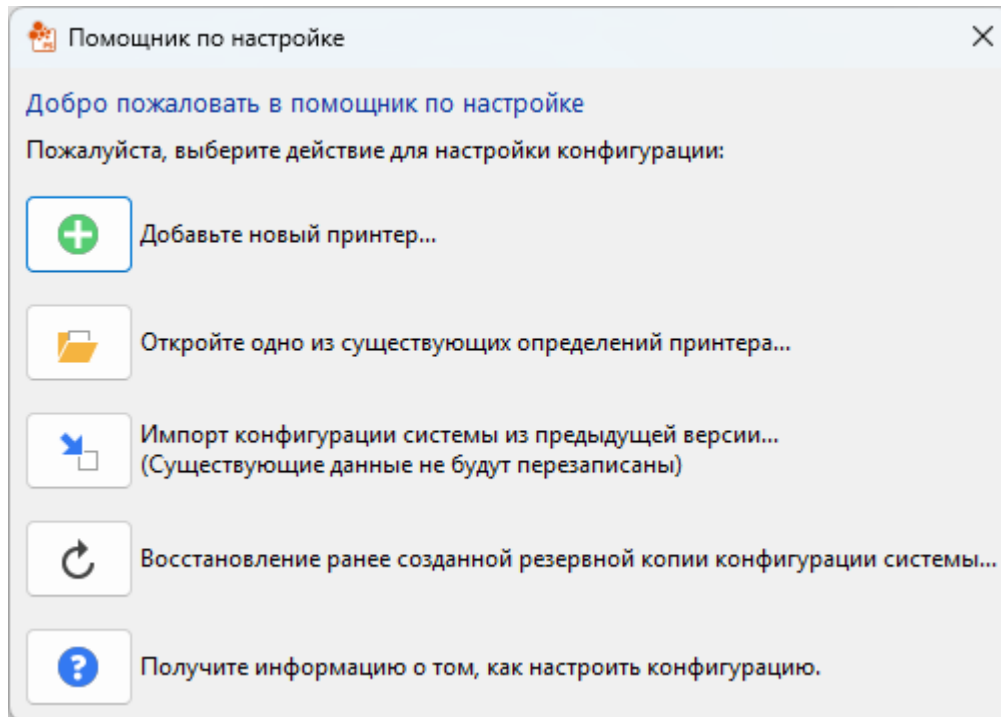 Помощник по настройке
Добро пожаловать в помощник по настройке
Пожалуйста, выберите действие для настройки конфигурации:
Добавьте новый принтер...
Откройте одно из существующих определений принтера...
Импорт конфигурации системы из предыдущей версии...
(Существующие данные не будут перезаписаны)
Восстановление ранее созданной резервной копии конфигурации системы...
Получите информацию о том, как настроить конфигурацию.